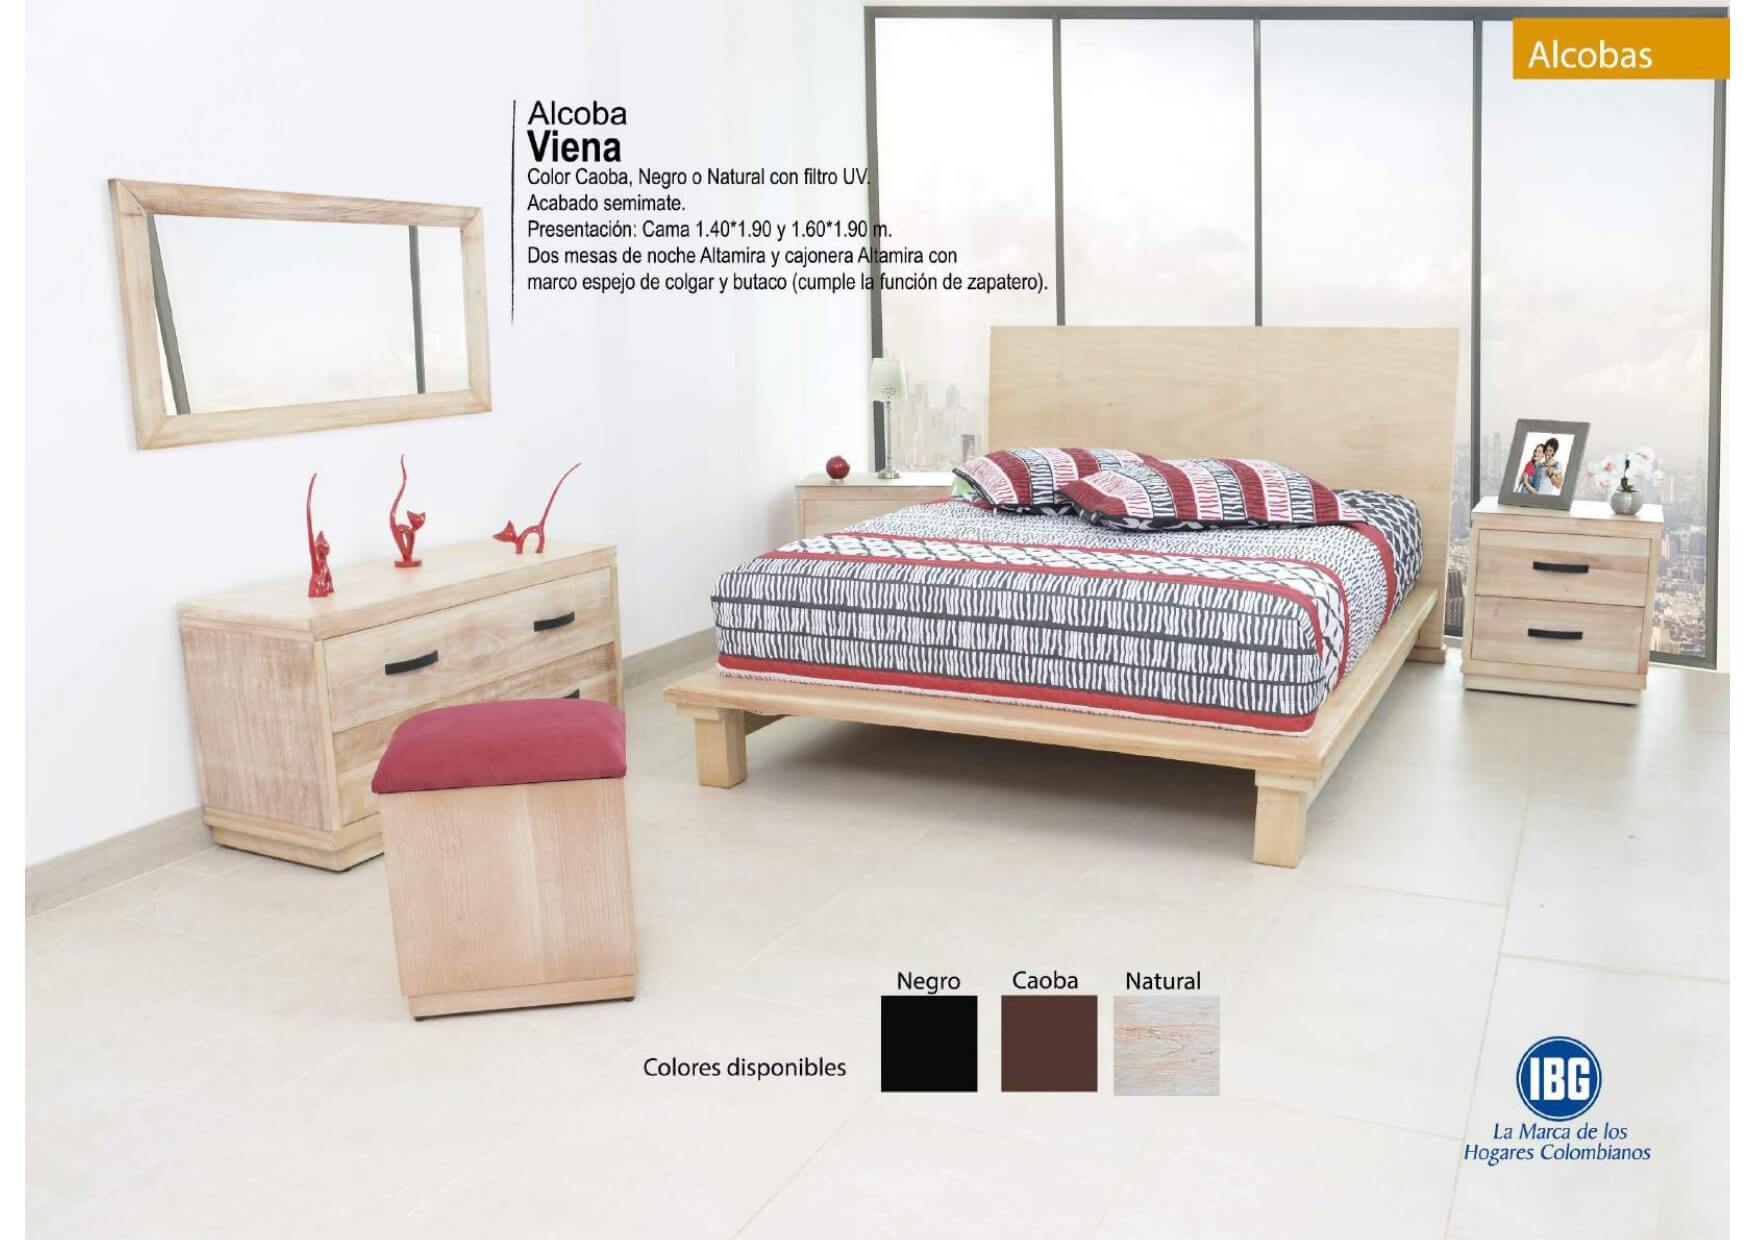 Alcobas
Alcoba
Viena
Color Caoba, Negro o Natural con filtro UV.
Acabado semimate.
Presentación: Cama 1.40*1.90 y 1.60*1.90 m.
Dos mesas de noche Altamira y cajonera Altamira con
marco espejo de colgar y butaco (cumple la función de zapatero).
Negro Caoba Natural
Colores disponibles
IBG
La Marca de los
Hogares Colombianos